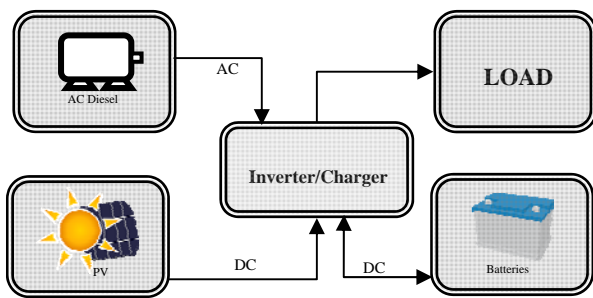 AC Diesel
AC
LOAD
Inverter/Charger
PV
DC
DC
Batteries